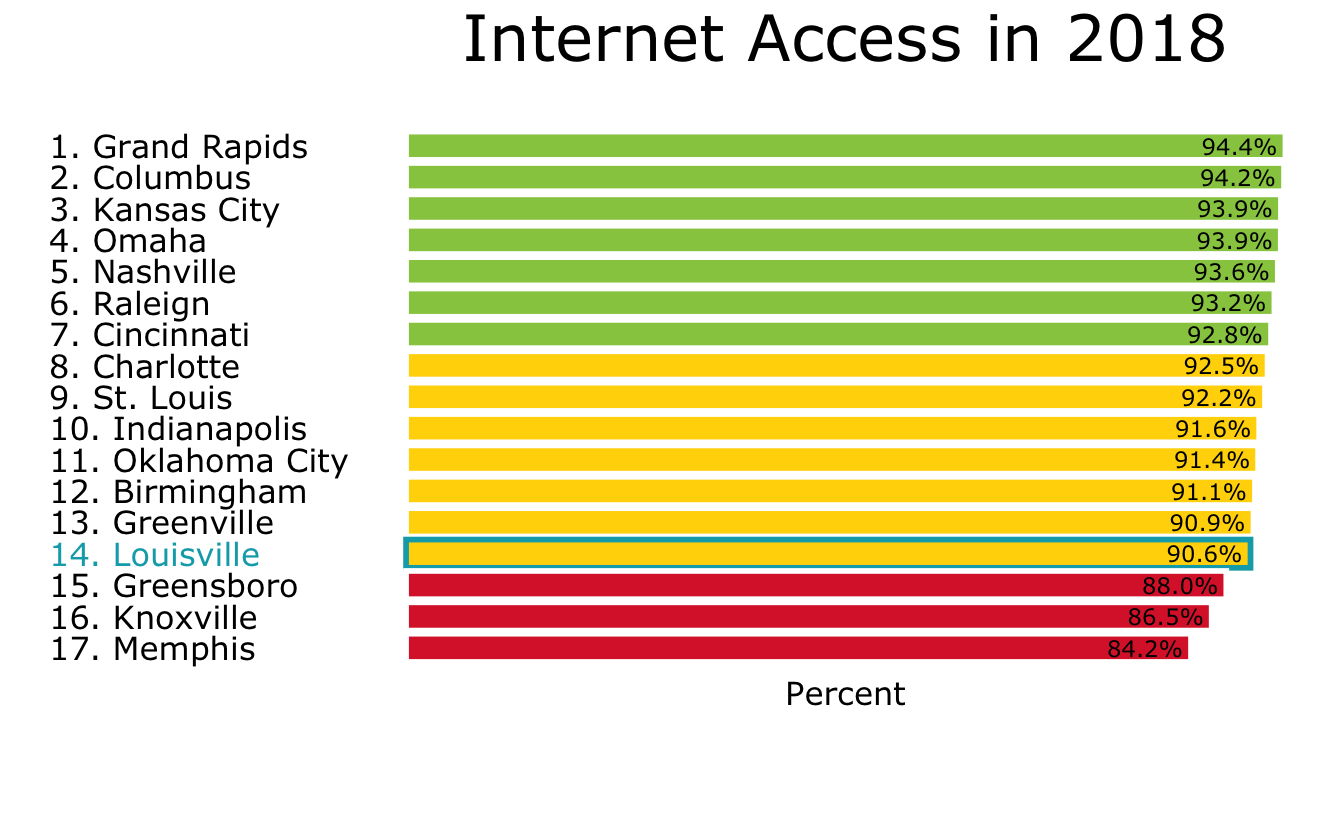 Internet Access in 2018
1. Grand Rapids 94.4%
2. Columbus 94.2%
3. Kansas City 93.9%
4. Omaha 93.9%
5. Nashville 93.6%
6. Raleign 93.2%
7. Cincinnati 92.8%
8. Charlotte 92.5%
9. St. Louis 92.2%
10. Indianapolis 91.6%
11. Oklahoma City 91.4%
12. Birmingham 91.1%
13. Greenville 90.9%
14. Louisville 90.6%
15. Greensboro 88.0%
16. Knoxville 86.5%
17. Memphis 84.2%
Percent